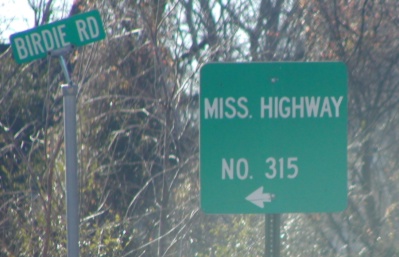 BIRDIE RD
MISS. HIGHWAY
NO. 315